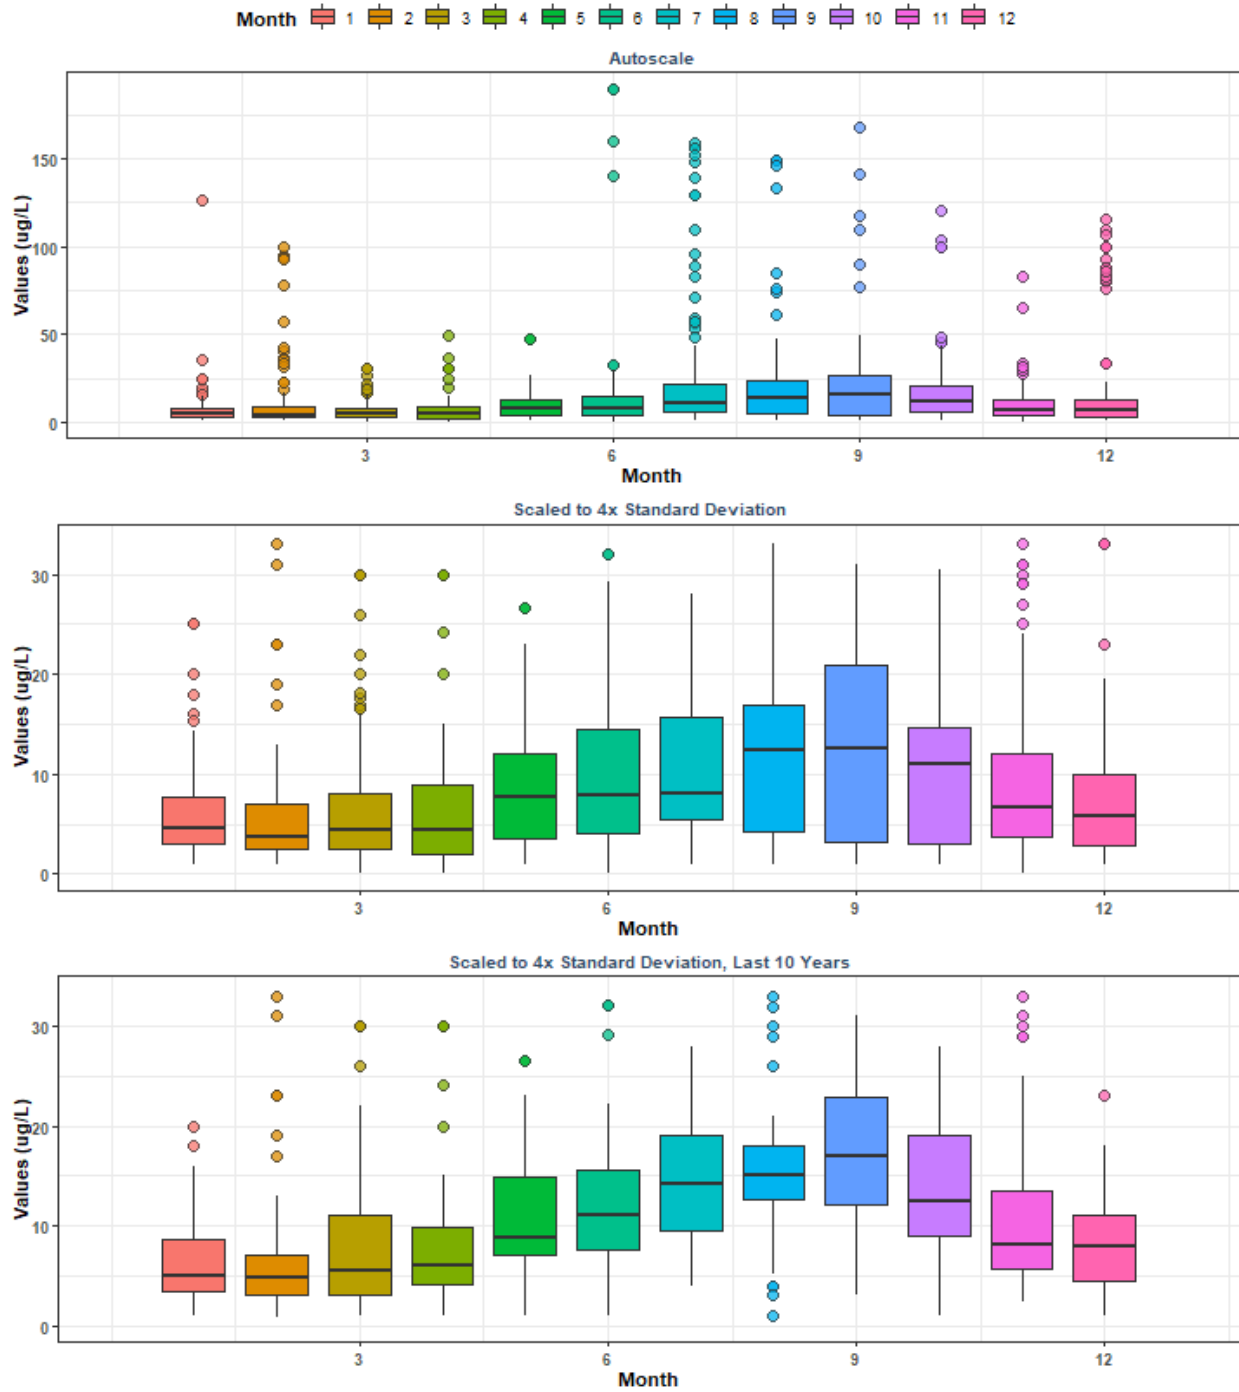 Month 1 2 3 4 5 6 7 8 9 10 11 12
Autoscale
Values (ug/L)
150
100
50
0
3 6 9 12
Month
Scaled to 4x Standard Deviation
Values (ug/L)
30
20
10
0
3 6 9 12
Month
Scaled to 4x Standard Deviation, Last 10 Years
Values (ug/L)
30
20
10
0
3 6 9 12
Month